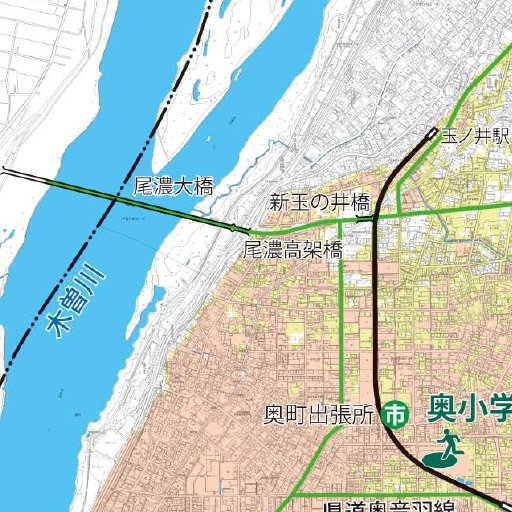 玉ノ井駅
尾濃大橋
新玉の井橋
尾濃高架橋
木曽川
奥町出張所
市
奥小学
県道奥音羽線